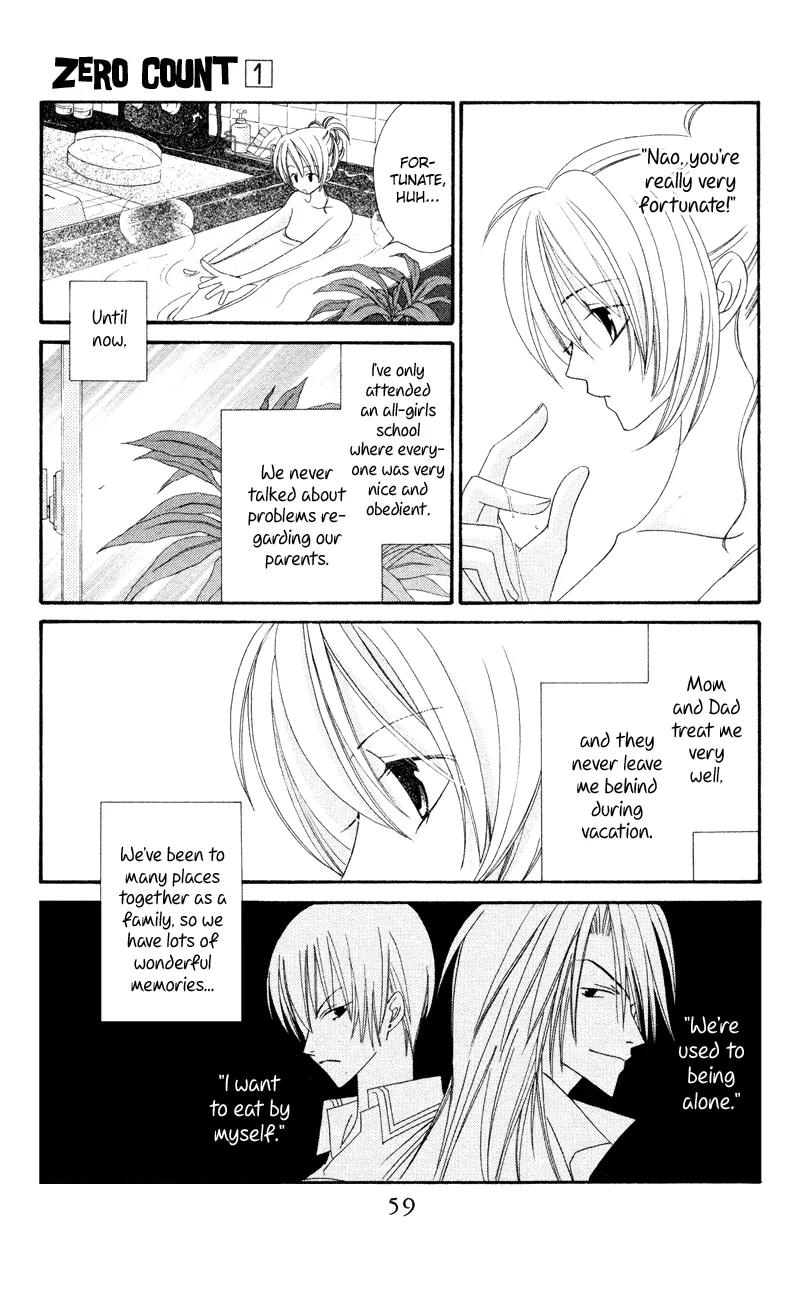 ZERO COUNT 1
"Nao, you're
really very
fortunate!"
FOR-
TUNATE,
HUH...
Until
now,
I've only
attended
an all-girls
school
where every-
one was very
nice and
obedient.
We never
talked about
problems re-
garding our
parents.
Mom
and Dad
treat me
very
well,
and they
never leave
me behind
during
vacation.
We've been to
many places
together as a
family, so we
have lots of
wonderful
memories...
"We're
used to
being
alone."
"I want
to eat by
myself."
59